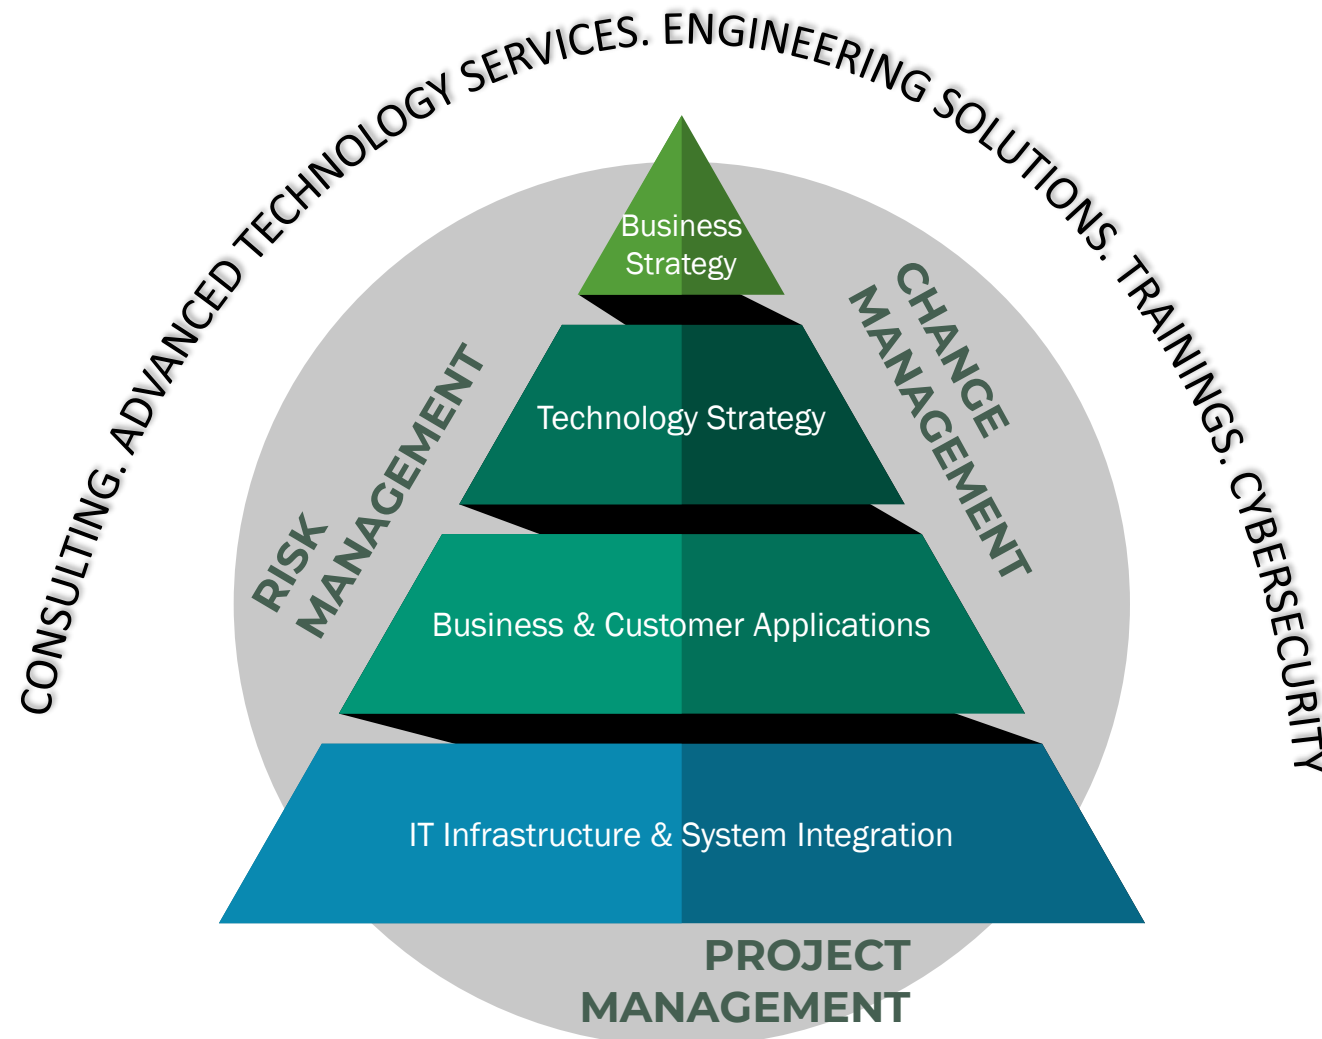 CONSULTING. ADVANCED TECHNOLOGY SERVICES. ENGINEERING SOLUTIONS. TRAININGS. CYBERSECURITY
Business
Strategy
Technology Strategy
Business & Customer Applications
IT Infrastructure & System Integration
RISK
MANAGEMENT
CHANGE
MANAGEMENT
PROJECT
MANAGEMENT